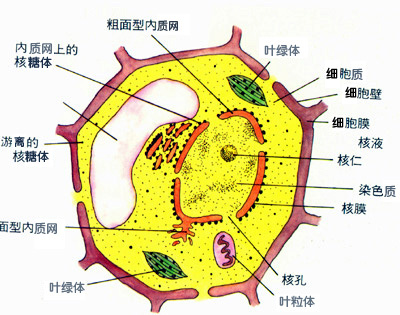 粗面型内质网
内质网上的
核糖体
叶绿体
细胞质
细胞壁
细胞膜
核液
游离的
核糖体
核仁
染色质
核膜
面型内质网
核孔
叶绿体
叶粒体